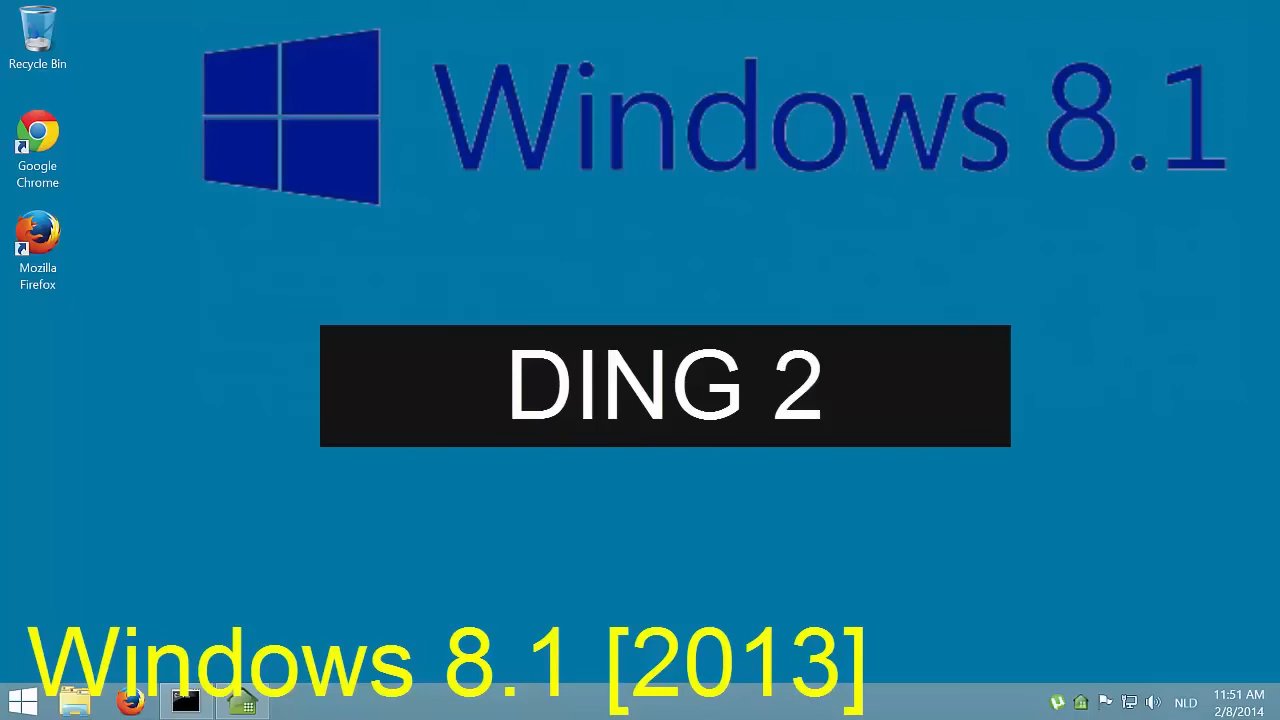 Recycle Bin
Google
Chrome
Mozilla
Firefox
Windows 8.1
DING 2
Windows 8.1 [2013]
NLD
11:51 AM
2/8/2014